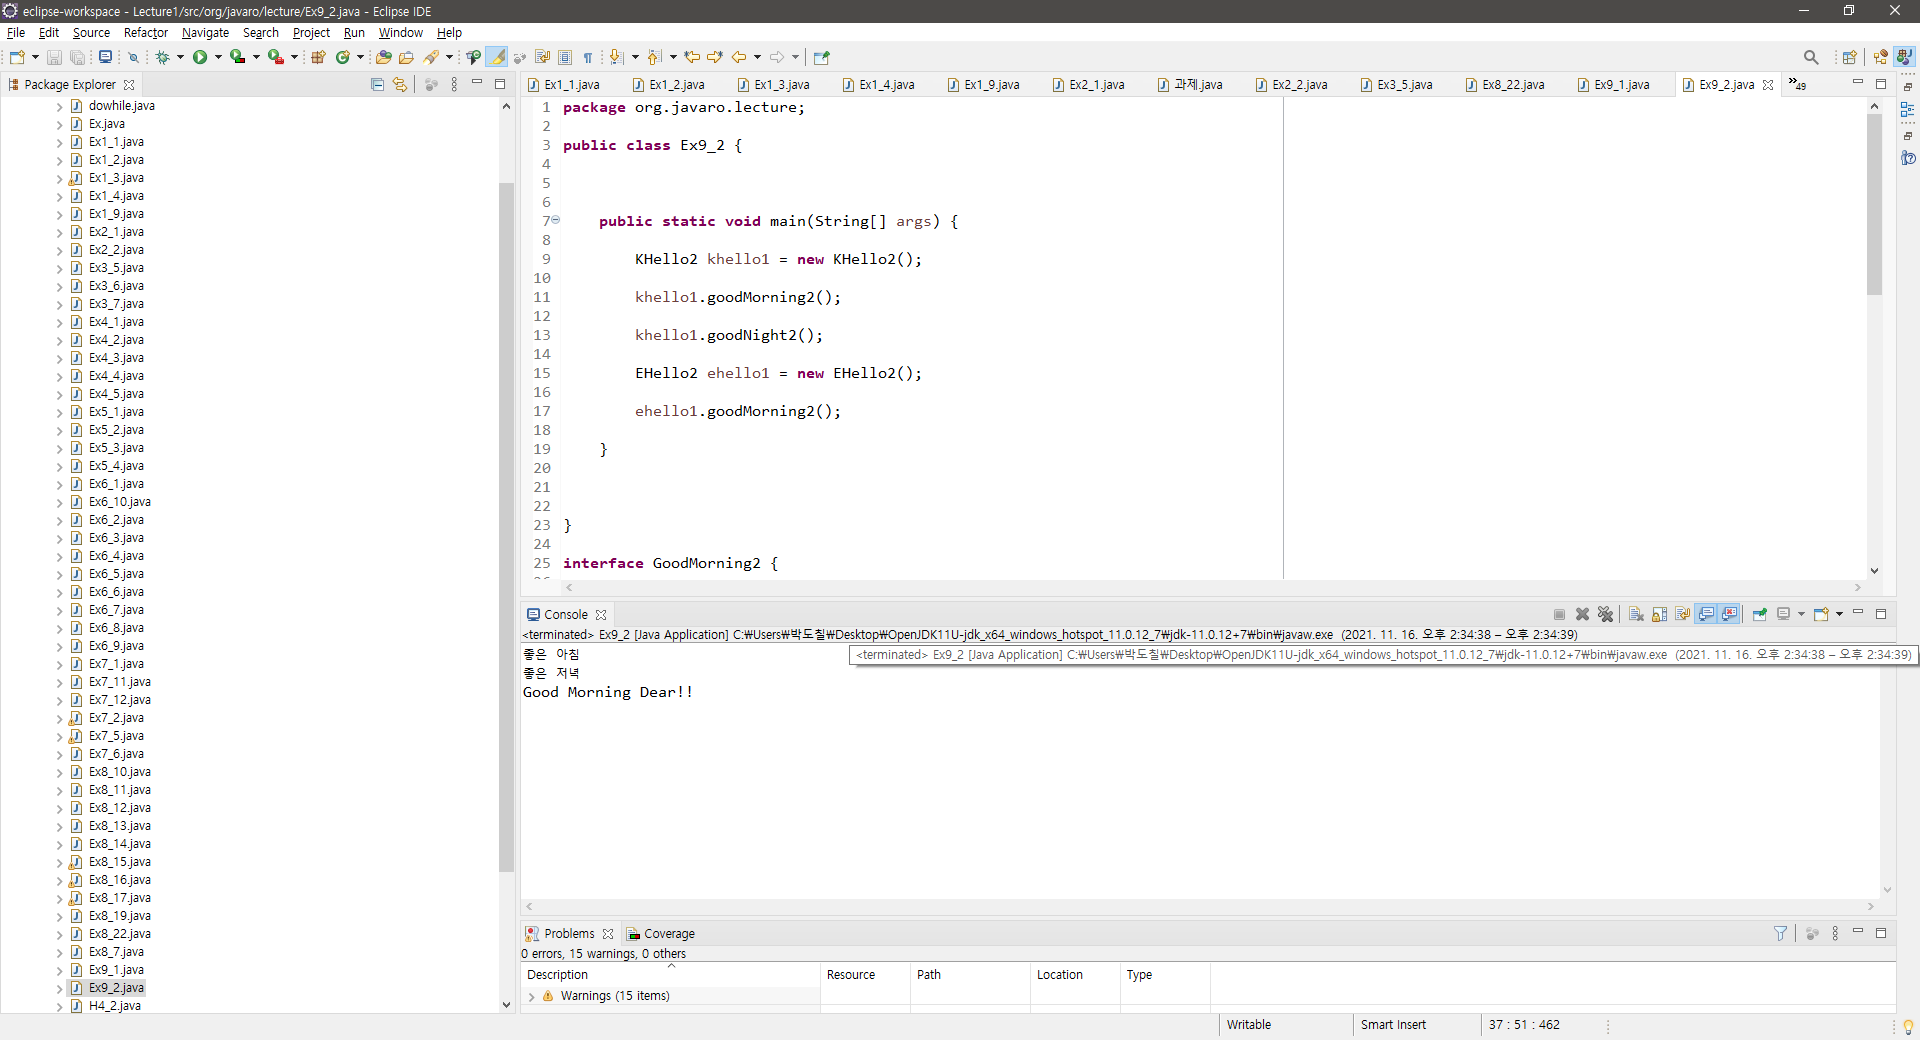 eclipse-workspace - Lecture1/src/org/javaro/lecture/Ex9_2.java - Eclipse IDE
File Edit Source Refactor Navigate Search Project Run Window Help
Package Explorer
dowhile.java
Ex.java
Ex1_1.java
Ex1_2.java
Ex1_3.java
Ex1_4.java
Ex1_9.java
Ex2_1.java
Ex2_2.java
Ex3_5.java
Ex3_6.java
Ex3_7.java
Ex4_1.java
Ex4_2.java
Ex4_3.java
Ex4_4.java
Ex4_5.java
Ex5_1.java
Ex5_2.java
Ex5_3.java
Ex5_4.java
Ex6_1.java
Ex6_10.java
Ex6_2.java
Ex6_3.java
Ex6_4.java
Ex6_5.java
Ex6_6.java
Ex6_7.java
Ex6_8.java
Ex6_9.java
Ex7_1.java
Ex7_11.java
Ex7_12.java
Ex7_2.java
Ex7_5.java
Ex7_6.java
Ex8_10.java
Ex8_11.java
Ex8_12.java
Ex8_13.java
Ex8_14.java
Ex8_15.java
Ex8_16.java
Ex8_17.java
Ex8_19.java
Ex8_22.java
Ex8_7.java
Ex9_1.java
Ex9_2.java
H4_2.java
Ex1_1.java Ex1_2.java Ex1_3.java Ex1_4.java Ex1_9.java Ex2_1.java 과제.java Ex2_2.java Ex3_5.java Ex8_22.java Ex9_1.java Ex9_2.java »49
1 package org.javaro.lecture;
2
3 public class Ex9_2 {
4
5
6
7 public static void main(String[] args) {
8
9 KHello2 khello1 = new KHello2();
10
11 khello1.goodMorning2();
12
13 khello1.goodNight2();
14
15 EHello2 ehello1 = new EHello2();
16
17 ehello1.goodMorning2();
18
19 }
20
21
22
23 }
24
25 interface GoodMorning2 {
Console
<terminated> Ex9_2 [Java Application] C:₩Users₩박도칠₩Desktop₩OpenJDK11U-jdk_x64_windows_hotspot_11.0.12_7₩jdk-11.0.12+7₩bin₩javaw.exe (2021. 11. 16. 오후 2:34:38 – 오후 2:34:39)
<terminated> Ex9_2 [Java Application] C:₩Users₩박도칠₩Desktop₩OpenJDK11U-jdk_x64_windows_hotspot_11.0.12_7₩jdk-11.0.12+7₩bin₩javaw.exe (2021. 11. 16. 오후 2:34:38 – 오후 2:34:39)
좋은 아침
좋은 저녁
Good Morning Dear!!
Problems Coverage
0 errors, 15 warnings, 0 others
Description Resource Path Location Type
Warnings (15 items)
Writable Smart Insert 37 : 51 : 462